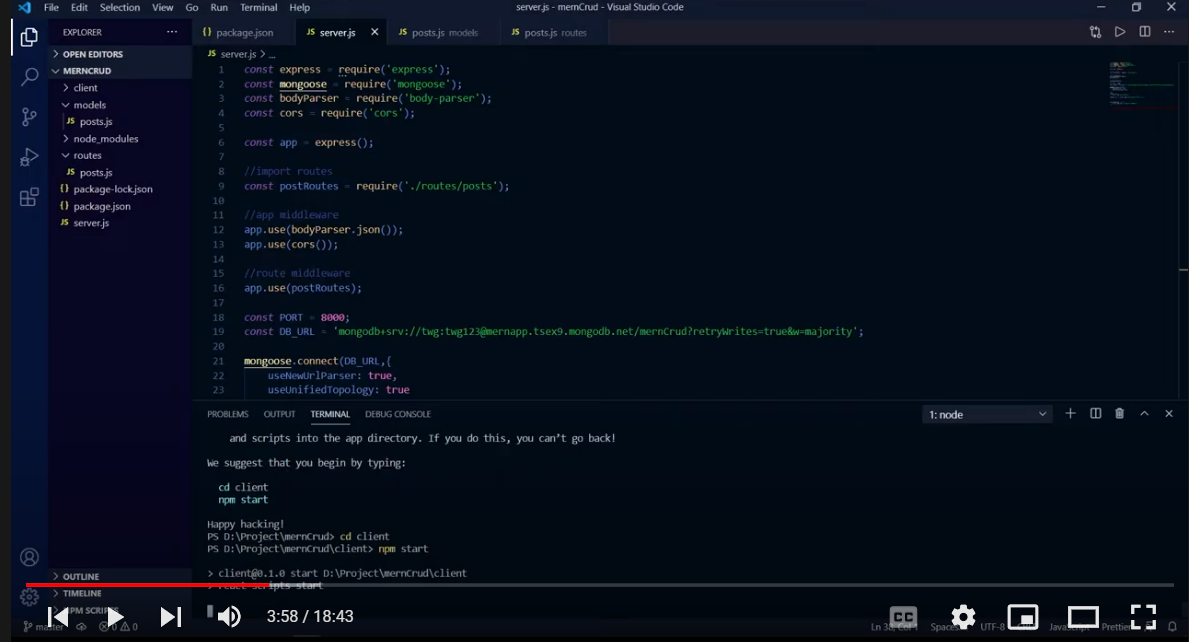 File Edit Selection View Go Run Terminal Help
server.js - mernCrud - Visual Studio Code
EXPLORER
OPEN EDITORS
MERNCRUD
client
models
JS posts.js
node_modules
routes
JS posts.js
{} package-lock.json
{} package.json
JS server.js
OUTLINE
TIMELINE
NPM SCRIPTS
{} package.json
JS server.js
JS posts.js models
JS posts.js routes
JS server.js > ...
1 const express = require('express');
2 const mongoose = require('mongoose');
3 const bodyParser = require('body-parser');
4 const cors = require('cors');
5
6 const app = express();
7
8 //import routes
9 const postRoutes = require('./routes/posts');
10
11 //app middleware
12 app.use(bodyParser.json());
13 app.use(cors());
14
15 //route middleware
16 app.use(postRoutes);
17
18 const PORT = 8000;
19 const DB_URL = 'mongodb+srv://twg:twg123@mernapp.tsex9.mongodb.net/mernCrud?retryWrites=true&w=majority';
20
21 mongoose.connect(DB_URL,{
22 useNewUrlParser: true,
23 useUnifiedTopology: true
PROBLEMS OUTPUT TERMINAL DEBUG CONSOLE
1: node
and scripts into the app directory. If you do this, you can't go back!
We suggest that you begin by typing:
cd client
npm start
Happy hacking!
PS D:\Project\mernCrud> cd client
PS D:\Project\mernCrud\client> npm start
> client@0.1.0 start D:\Project\mernCrud\client
> react-scripts start
3:58 / 18:43
CC
master
0 0
UTF-8
Prettier